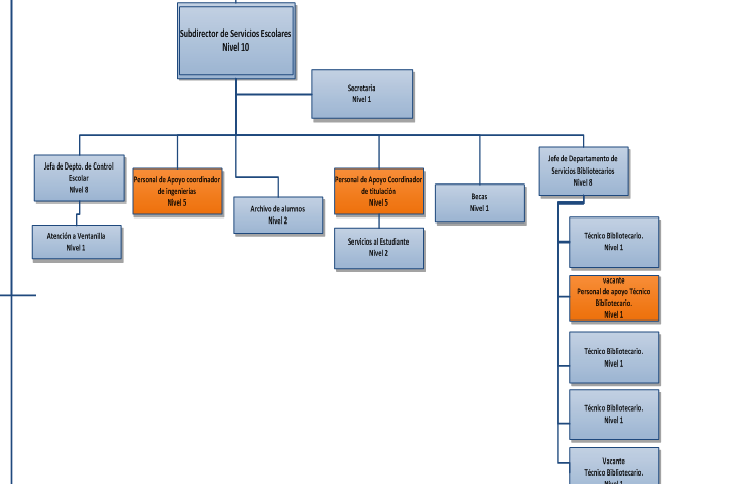 Subdirector de Servicios Escolares
Nivel 10
Secretaria
Nivel 1
Jefa de Depto. de Control
Escolar
Nivel 8
Personal de Apoyo coordinador
de ingenierias
Nivel 5
Archivo de alumnos
Nivel 2
Personal de Apoyo Coordinador
de titulación
Nivel 5
Becas
Nivel 1
Jefe de Departamento de
Servicios Bibliotecarios
Nivel 8
Atención a Ventanilla
Nivel 1
Servicios al Estudiante
Nivel 2
Técnico Bibliotecario.
Nivel 1
vacante
Personal de apoyo Técnico
Bibliotecario.
Nivel 1
Técnico Bibliotecario.
Nivel 1
Técnico Bibliotecario.
Nivel 1
Vacante
Técnico Bibliotecario.
Nivel 1